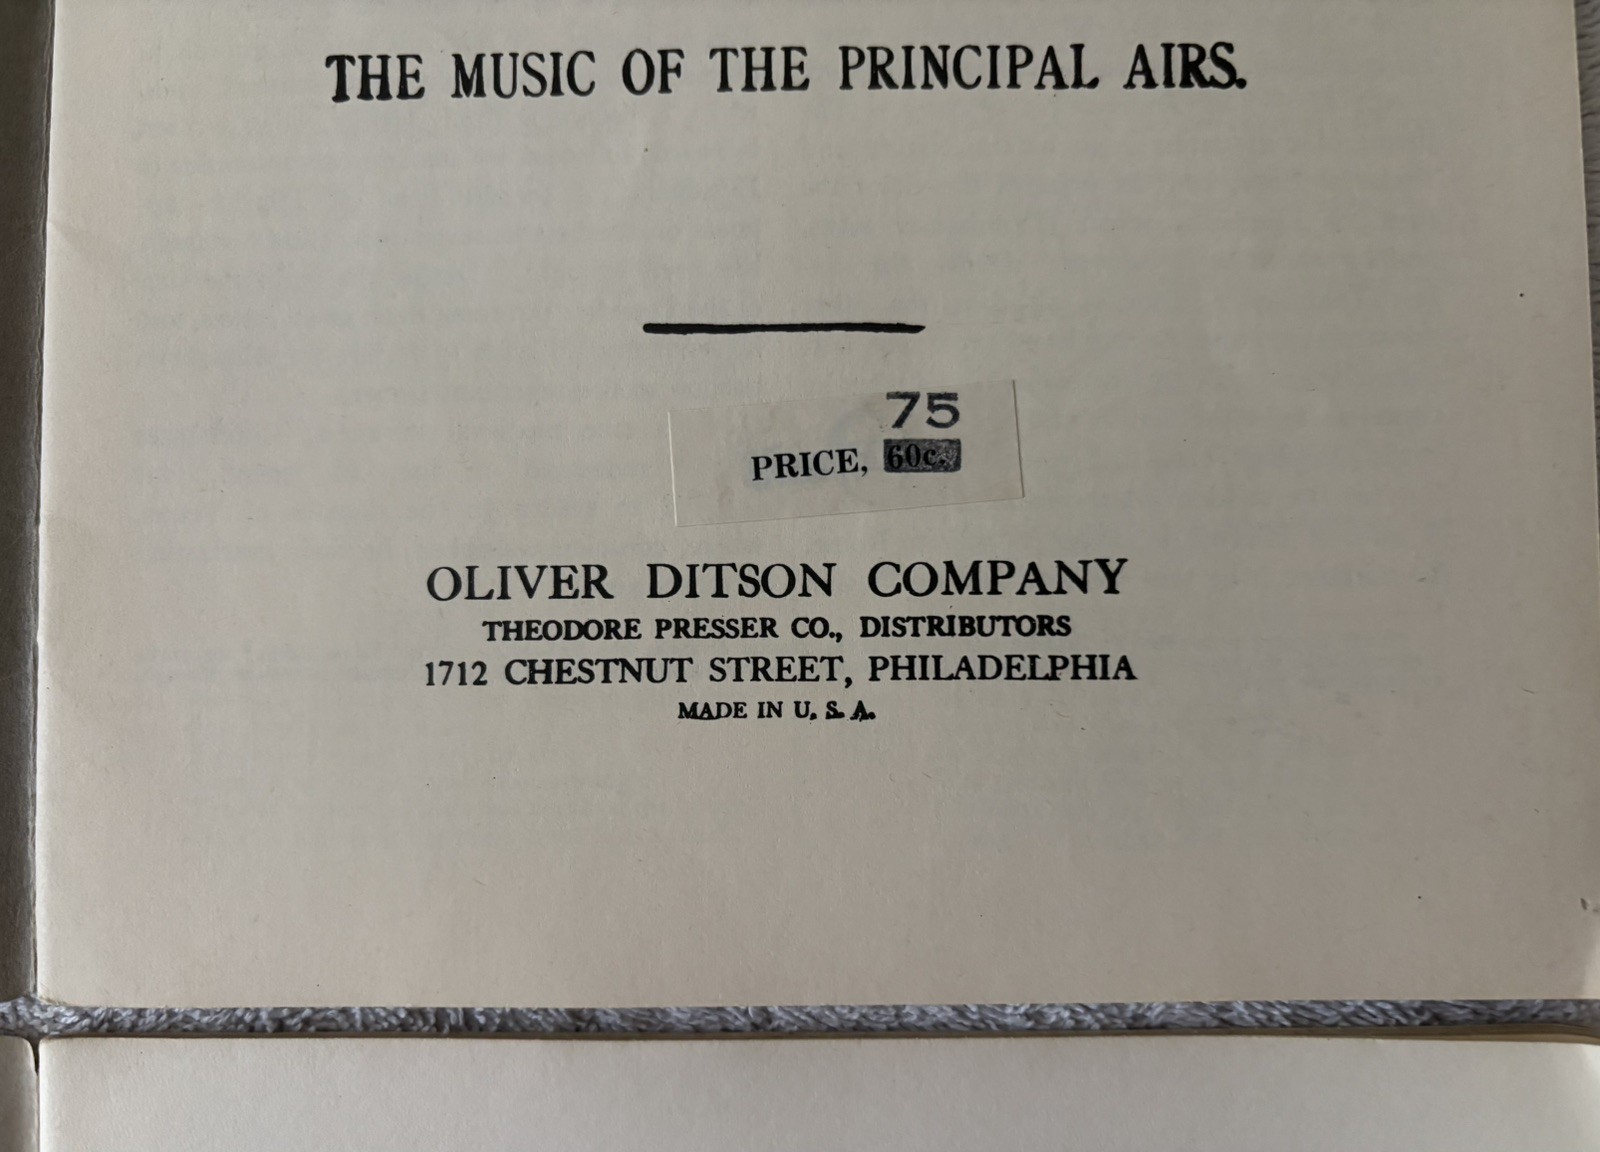 THE MUSIC OF THE PRINCIPAL AIRS.
75
PRICE, 60c.
OLIVER DITSON COMPANY
THEODORE PRESSER CO., DISTRIBUTORS
1712 CHESTNUT STREET, PHILADELPHIA
MADE IN U. S. A.